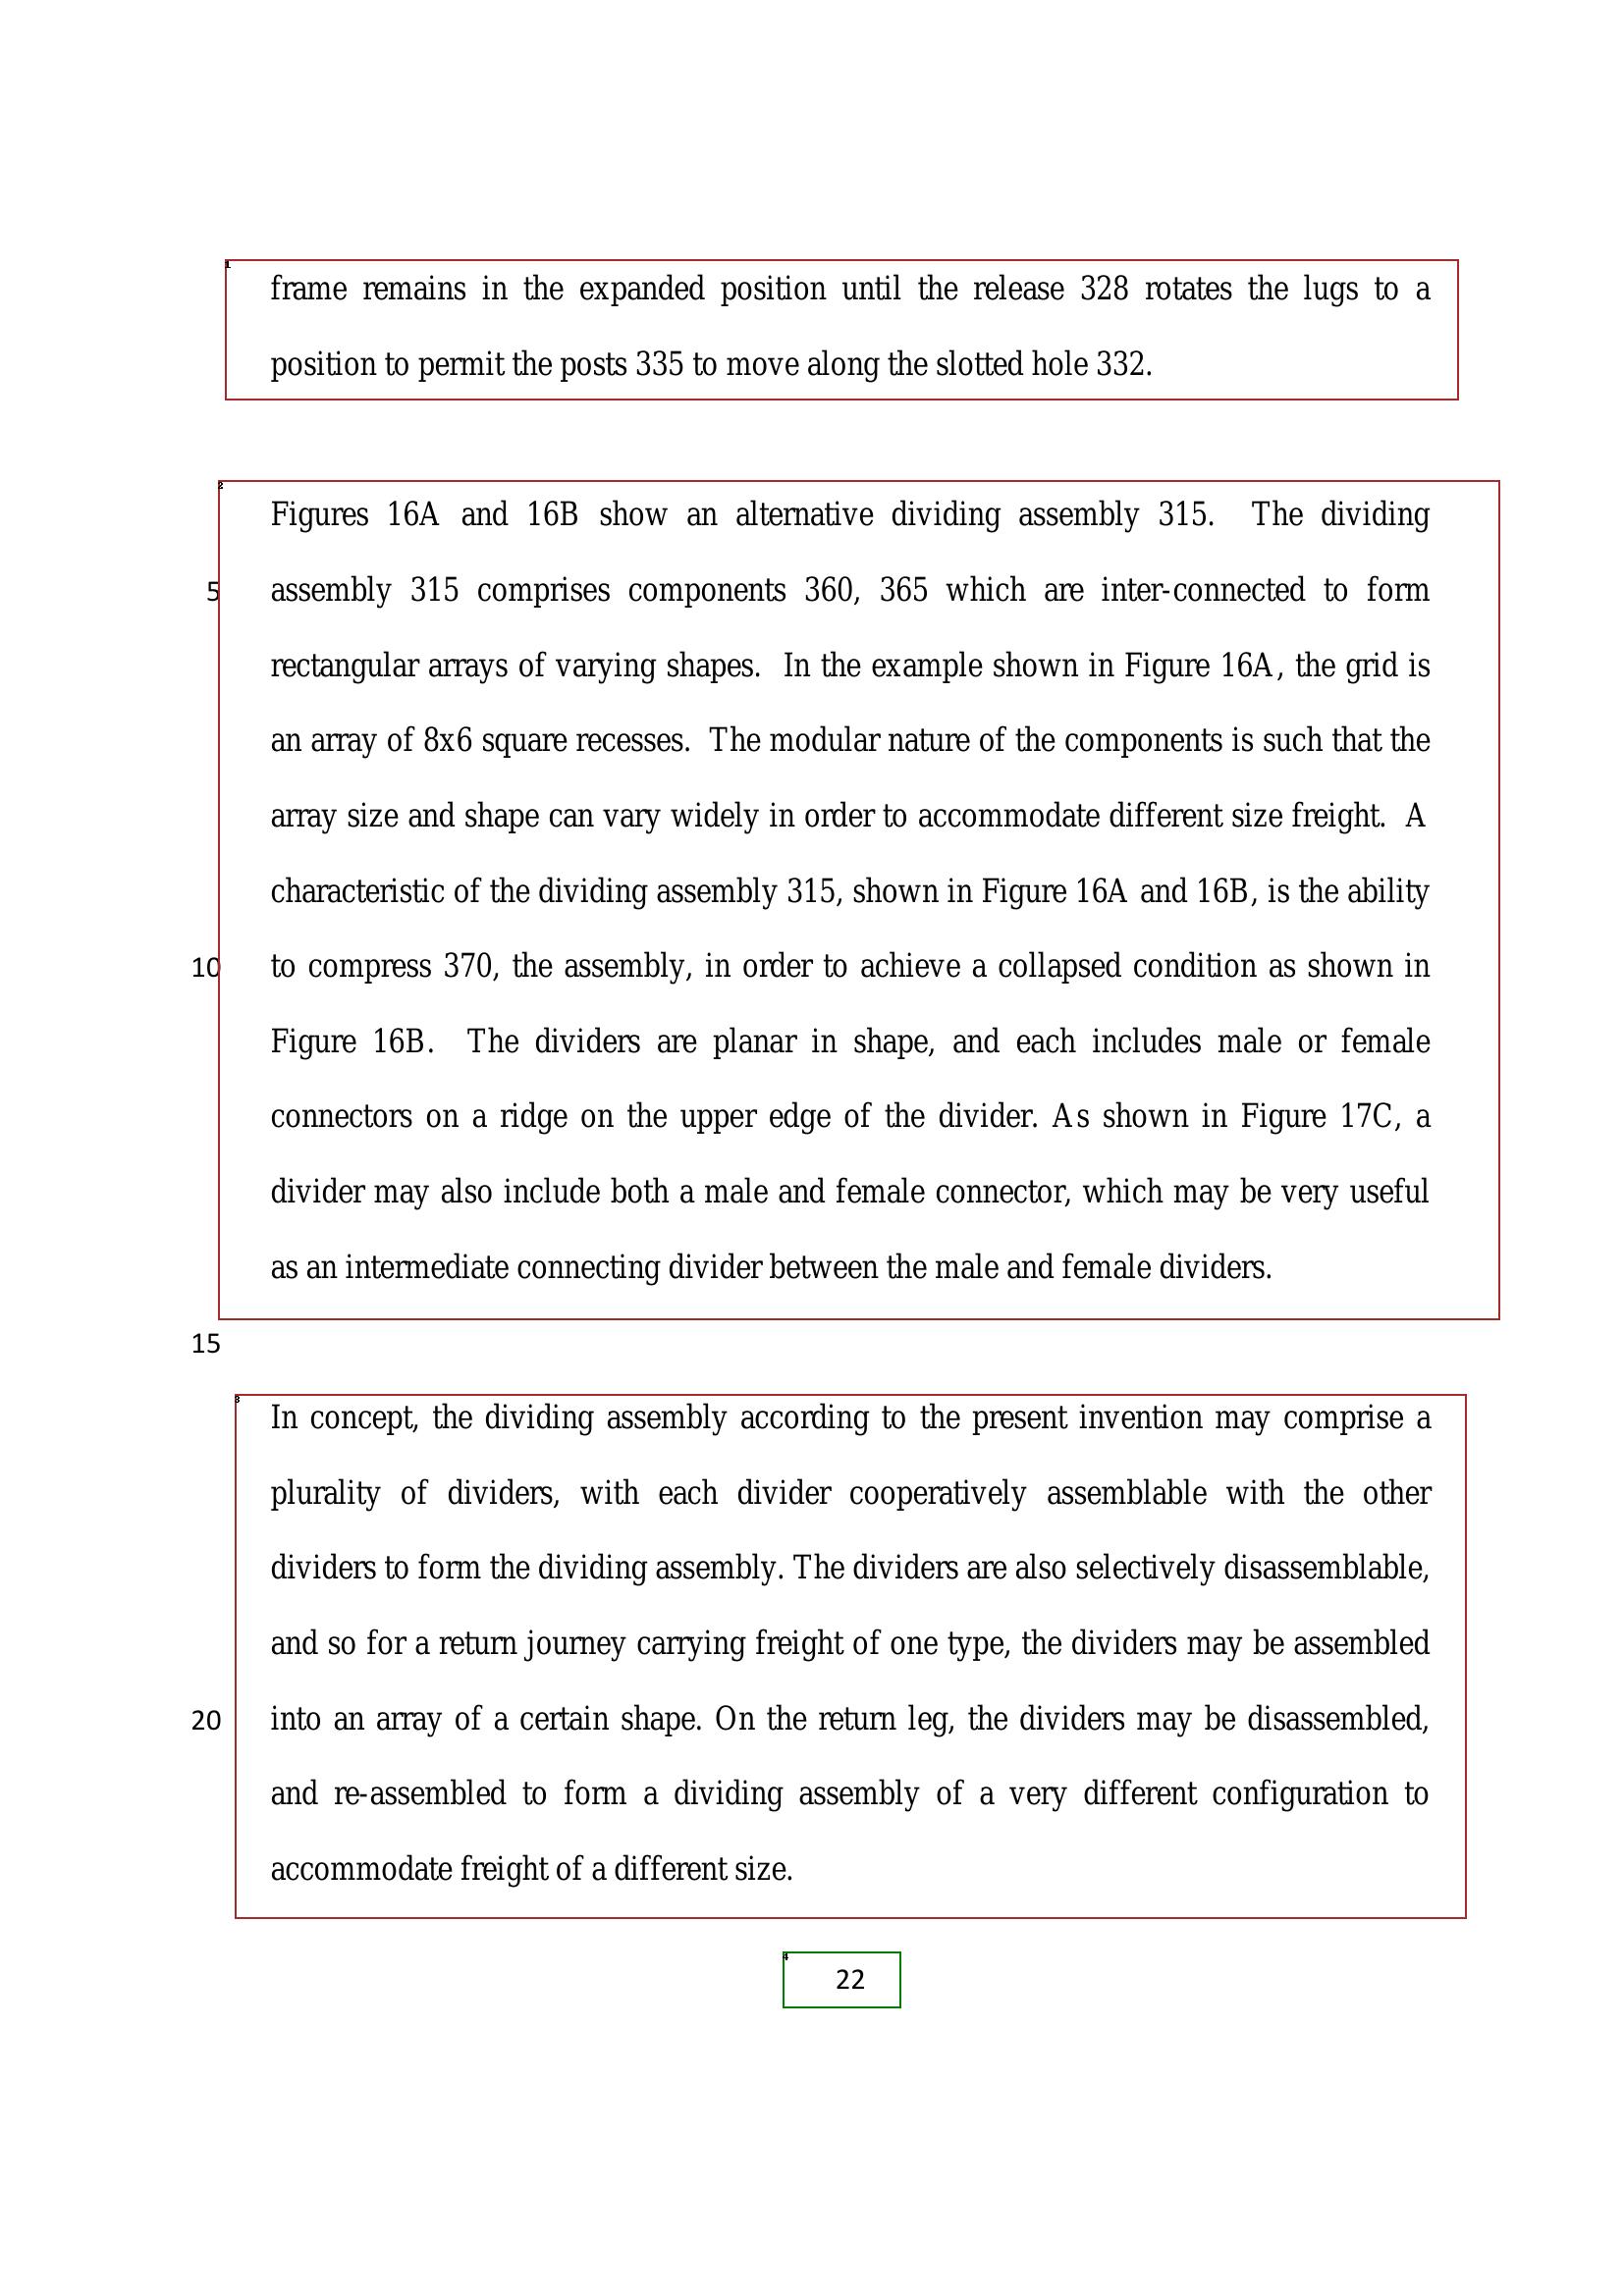 1
frame remains in the expanded position until the release 328 rotates the lugs to a
position to permit the posts 335 to move along the slotted hole 332.
2
Figures 16A and 16B show an alternative dividing assembly 315. The dividing
5 assembly 315 comprises components 360, 365 which are inter-connected to form
rectangular arrays of varying shapes. In the example shown in Figure 16A, the grid is
an array of 8x6 square recesses. The modular nature of the components is such that the
array size and shape can vary widely in order to accommodate different size freight. A
characteristic of the dividing assembly 315, shown in Figure 16A and 16B, is the ability
10 to compress 370, the assembly, in order to achieve a collapsed condition as shown in
Figure 16B. The dividers are planar in shape, and each includes male or female
connectors on a ridge on the upper edge of the divider. As shown in Figure 17C, a
divider may also include both a male and female connector, which may be very useful
as an intermediate connecting divider between the male and female dividers.
15
3
In concept, the dividing assembly according to the present invention may comprise a
plurality of dividers, with each divider cooperatively assemblable with the other
dividers to form the dividing assembly. The dividers are also selectively disassemblable,
and so for a return journey carrying freight of one type, the dividers may be assembled
20 into an array of a certain shape. On the return leg, the dividers may be disassembled,
and re-assembled to form a dividing assembly of a very different configuration to
accommodate freight of a different size.
4
22